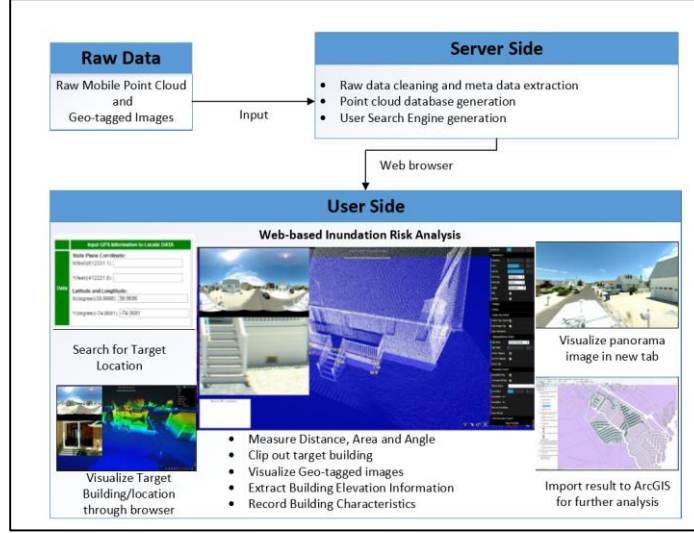 Raw Data
Raw Mobile Point Cloud
and
Geo-tagged Images
Input
Server Side
• Raw data cleaning and meta data extraction
• Point cloud database generation
• User Search Engine generation
Web browser
User Side
Web-based Inundation Risk Analysis
Input GPS Information to Locate DATA
State Plane Coordinate:
Data
Latitude and Longitude:
Search for Target
Location
Visualize Target
Building/location
through browser
• Measure Distance, Area and Angle
• Clip out target building
• Visualize Geo-tagged images
• Extract Building Elevation Information
• Record Building Characteristics
Visualize panorama
image in new tab
Import result to ArcGIS
for further analysis